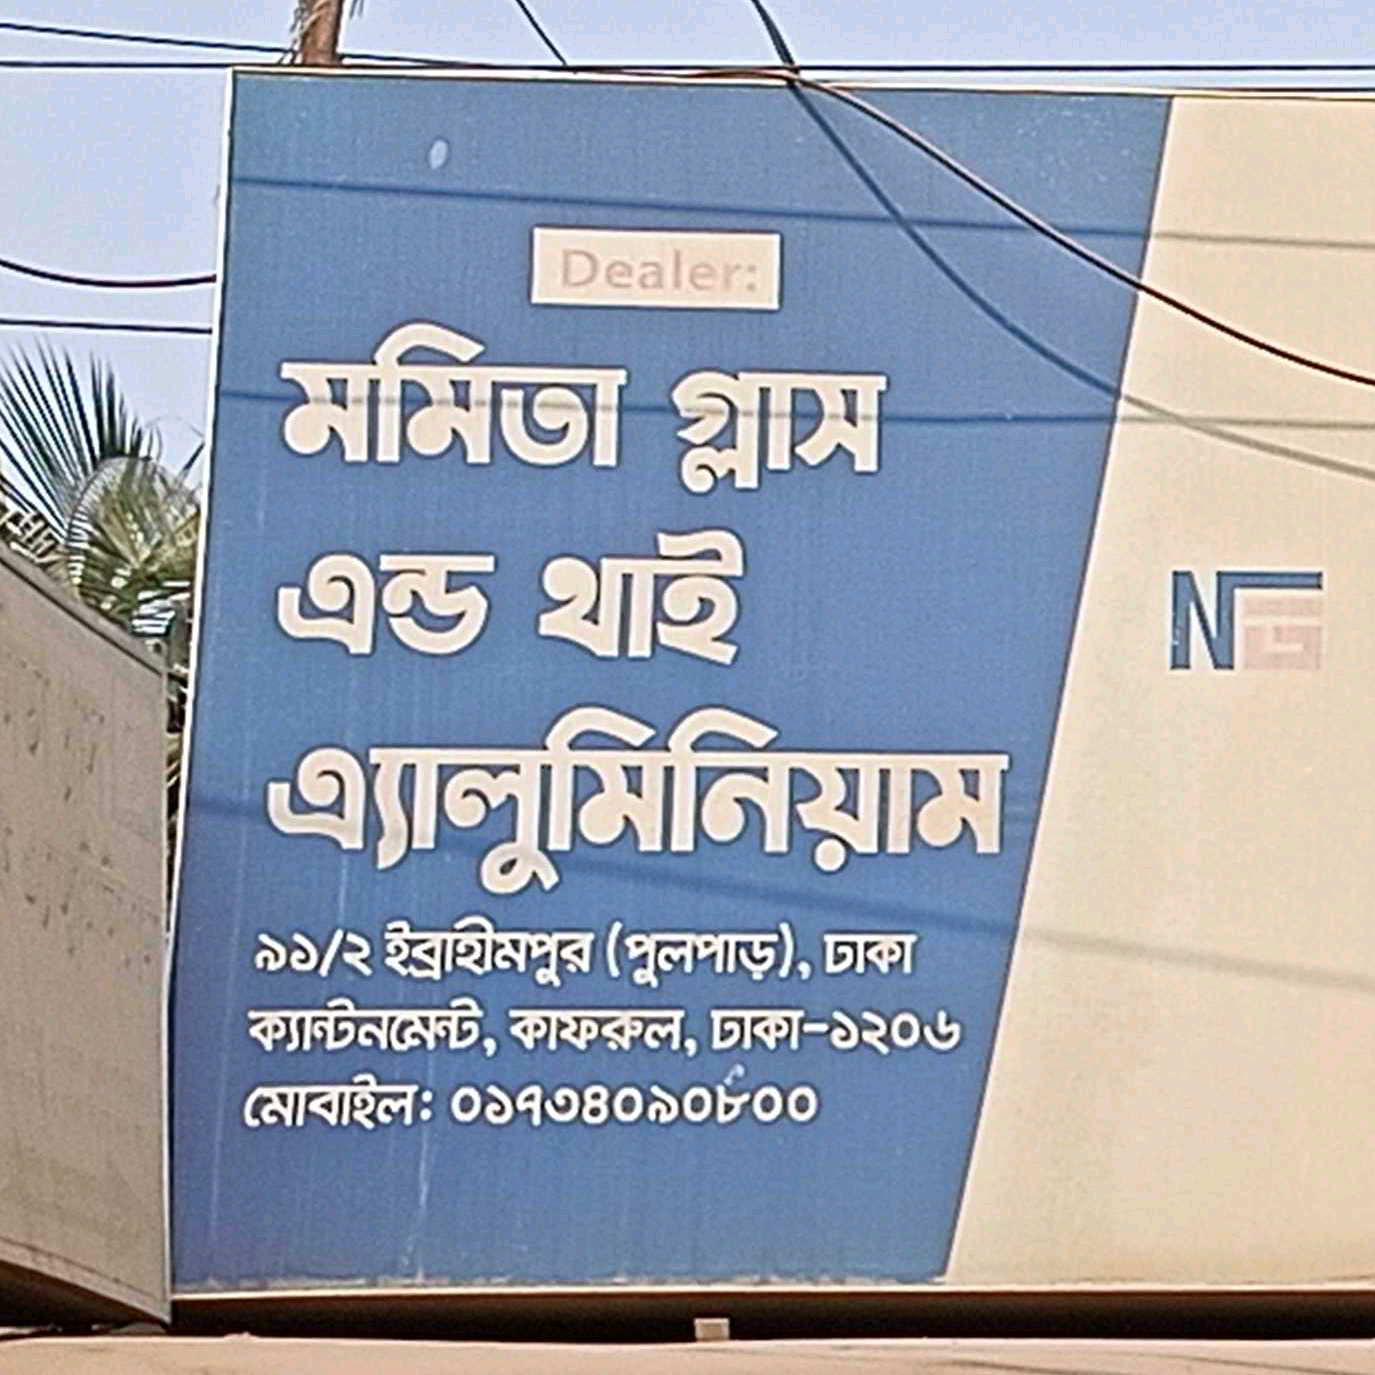 Dealer:
মমিতা গ্লাস
এন্ড থাই
এ্যালুমিনিয়াম
৯১/২ ইব্রাহীমপুর (পুলপাড়), ঢাকা
ক্যান্টনমেন্ট, কাফরুল, ঢাকা-১২০৬
মোবাইল: ০১৭৩৪০৯০৮০০